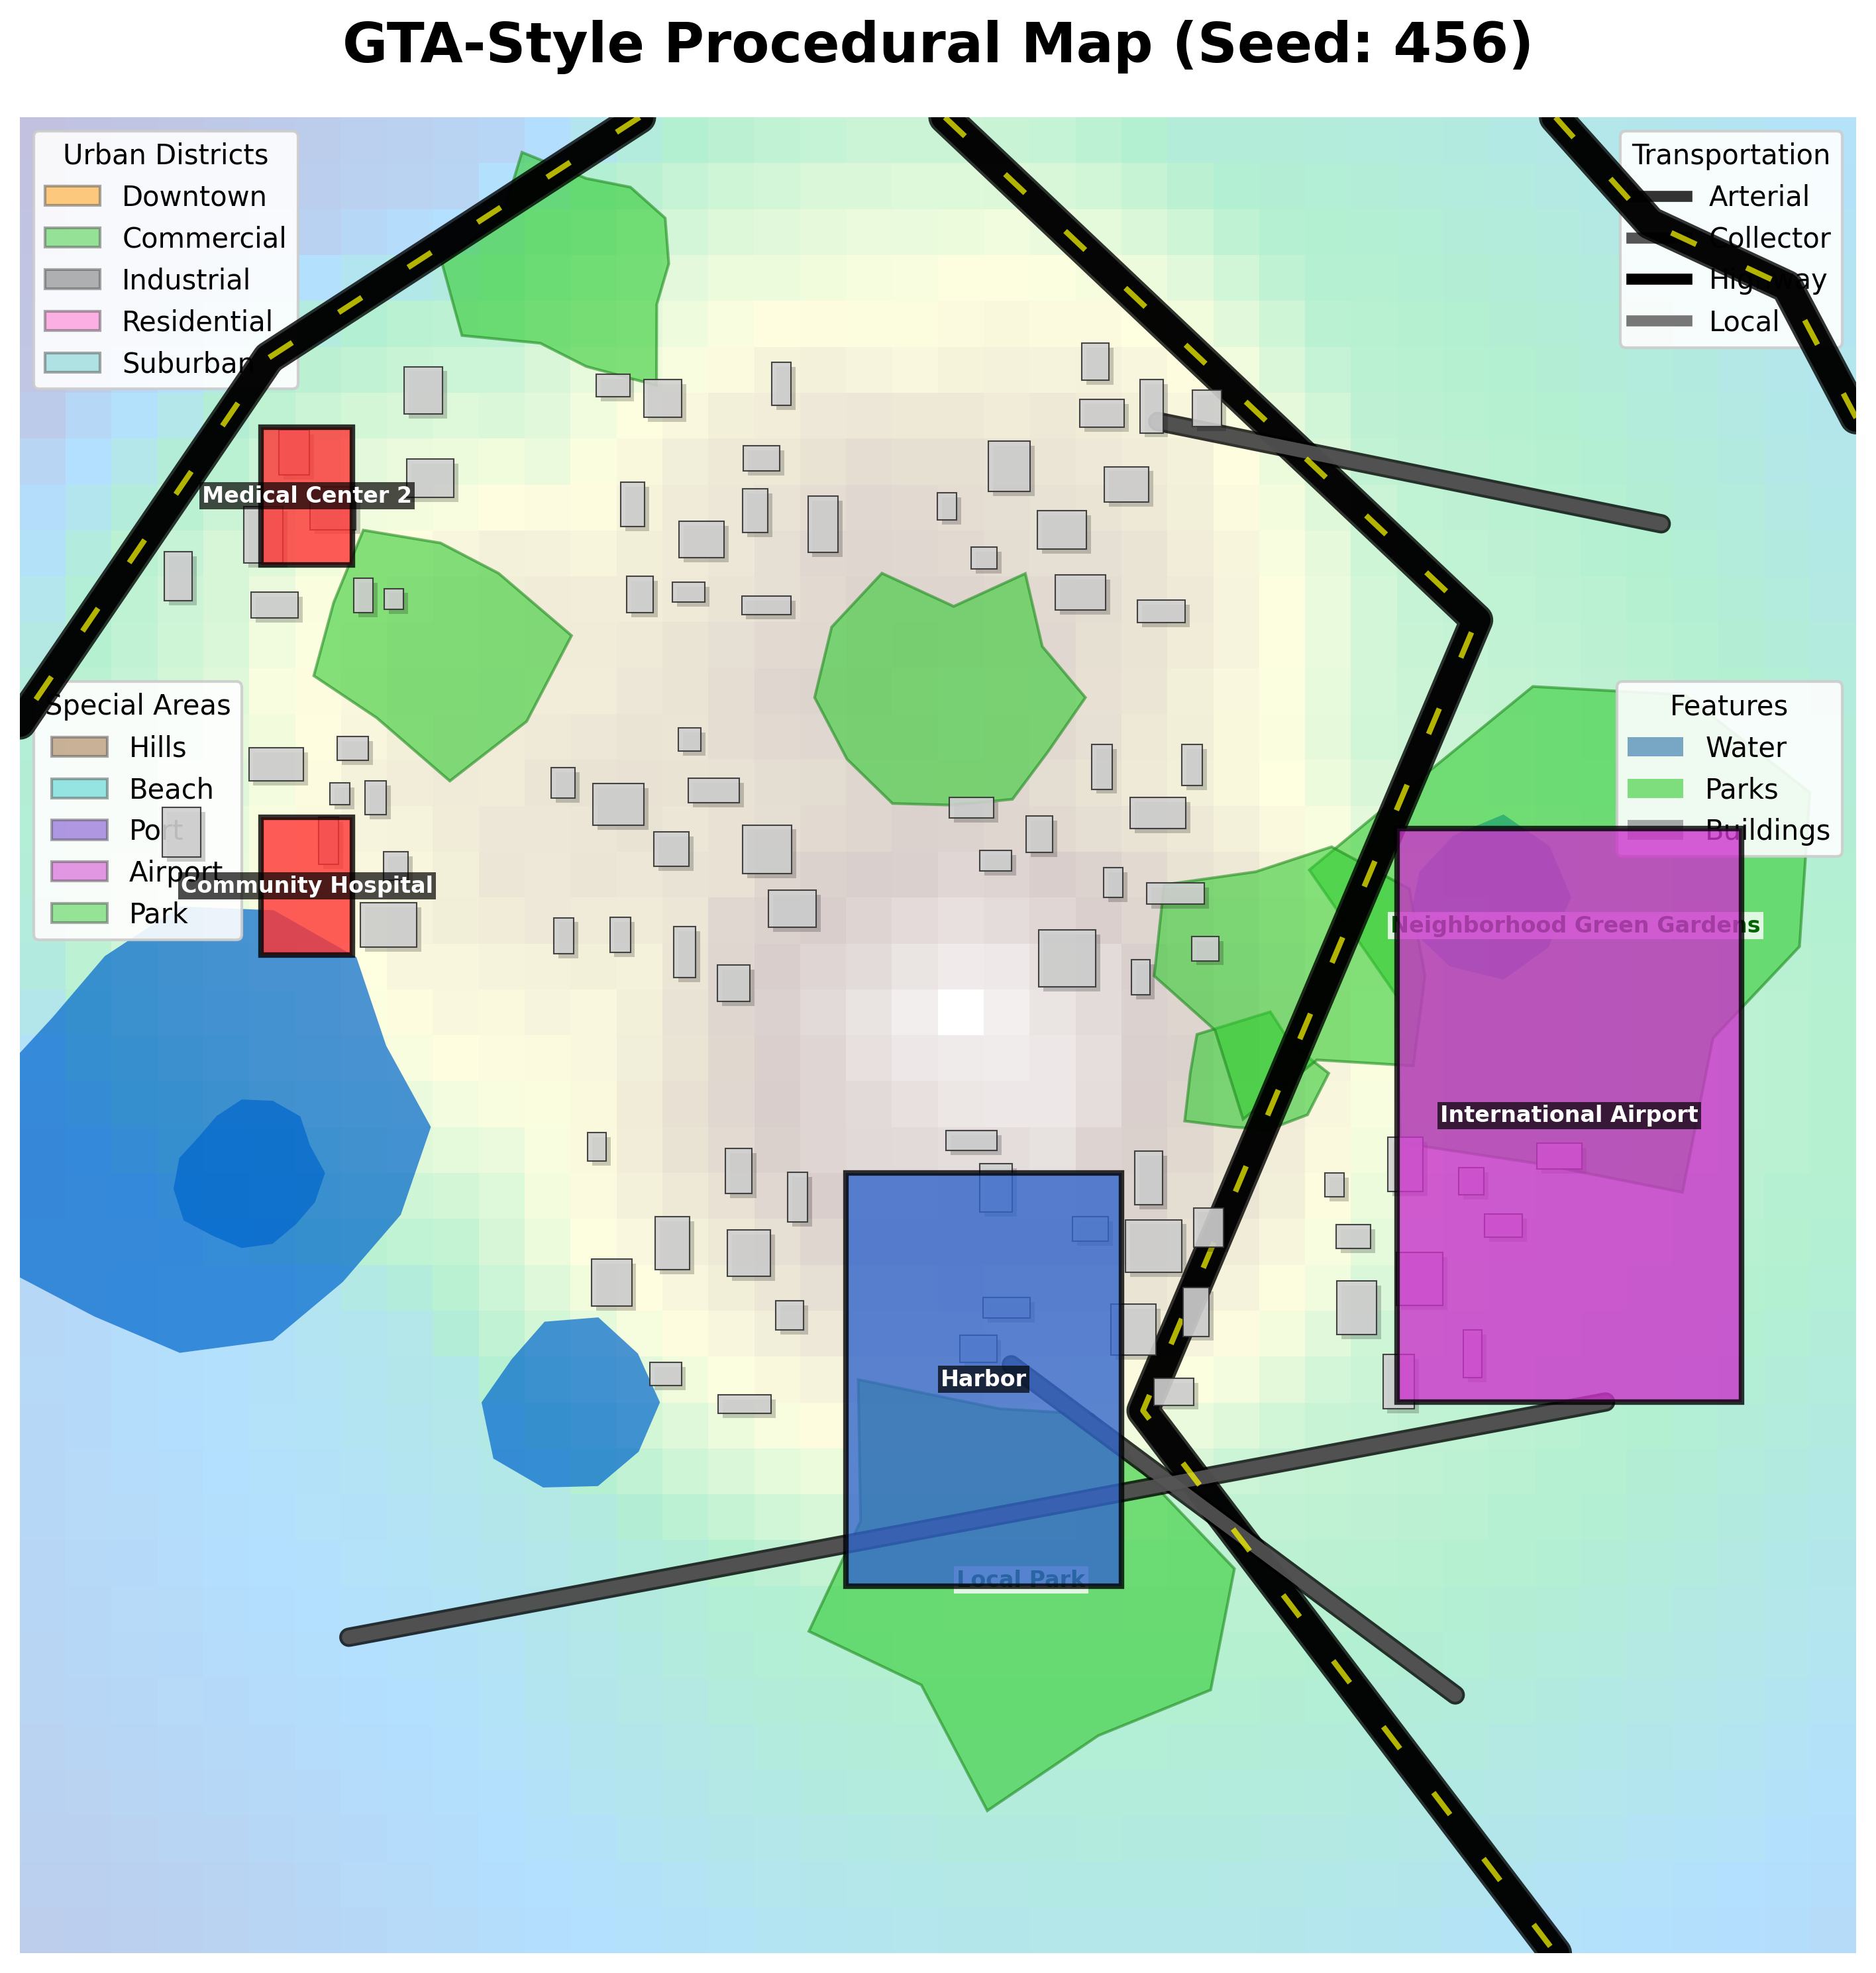 GTA-Style Procedural Map (Seed: 456)
Urban Districts
Downtown
Commercial
Industrial
Residential
Suburban
Transportation
Arterial
Collector
Highway
Local
Medical Center 2
Special Areas
Hills
Beach
Port
Airport
Park
Features
Water
Parks
Buildings
Community Hospital
Neighborhood Green Gardens
International Airport
Harbor
Local Park